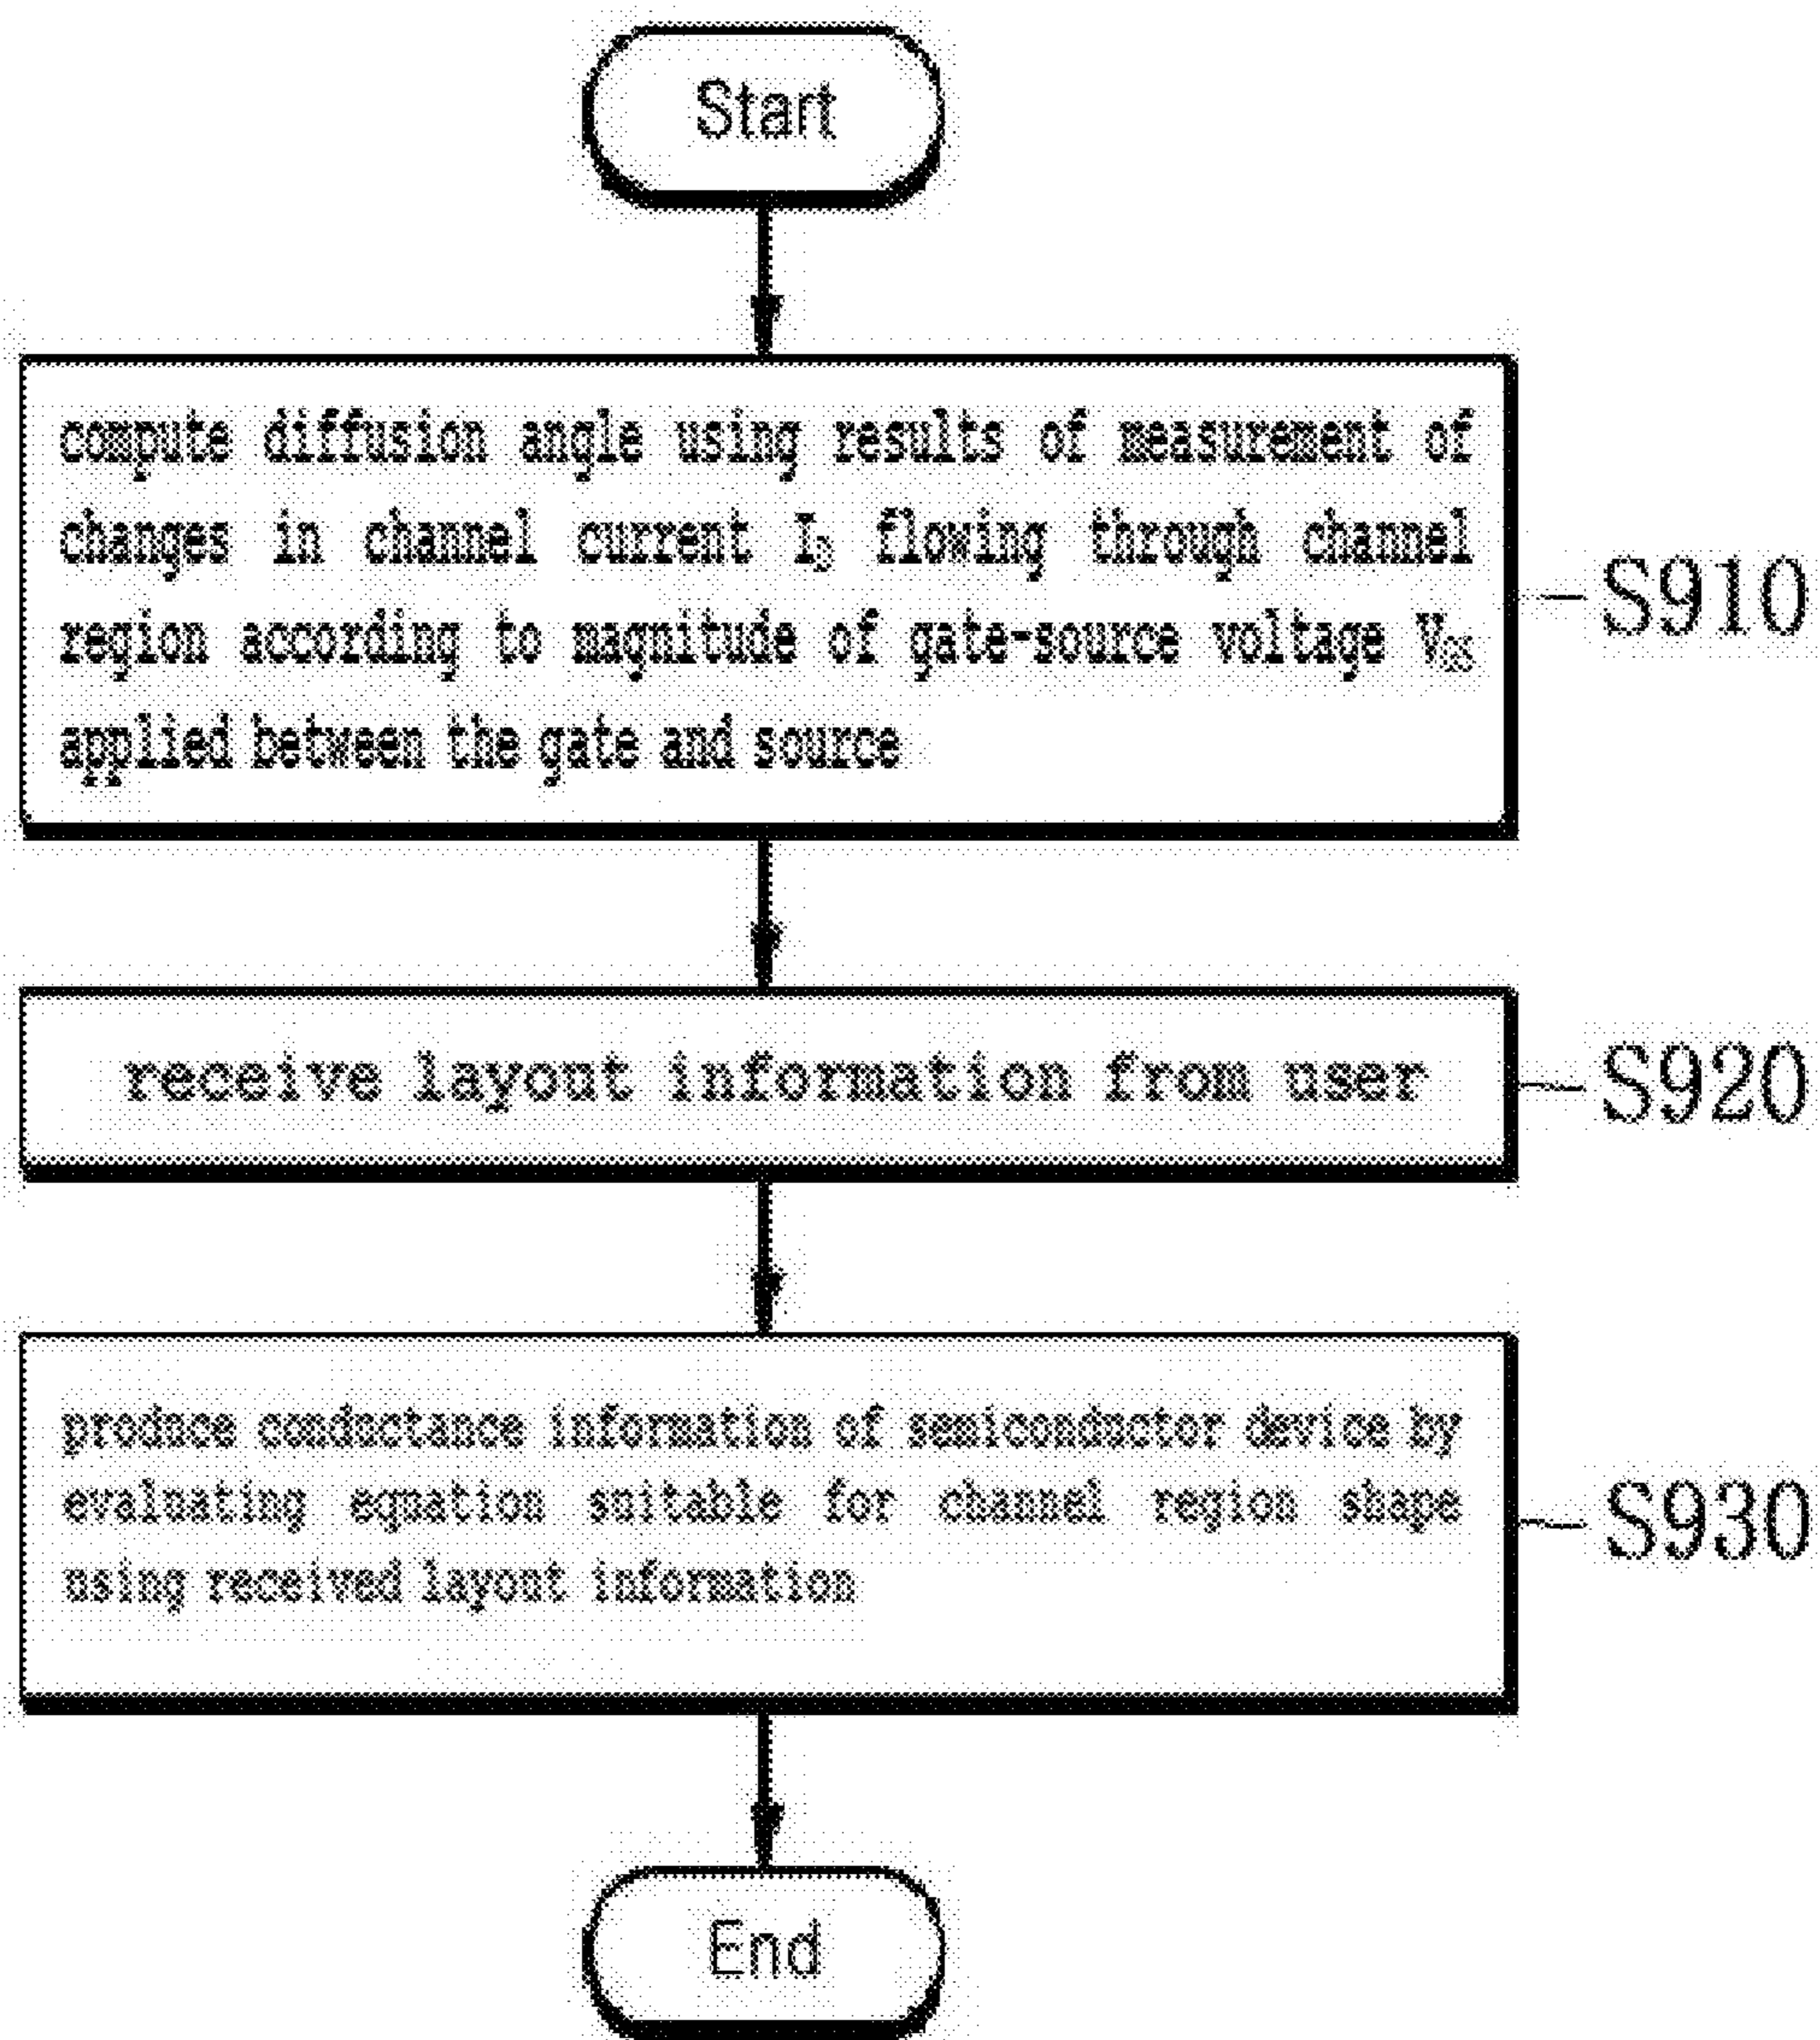 Start
compute diffusion angle using results of measurement of
changes in channel current I_D flowing through channel
region according to magnitude of gate-source voltage V_GS
applied between the gate and source
S910
receive layout information from user
S920
produce conductance information of semiconductor device by
evaluating equation suitable for channel region shape
using received layout information
S930
End